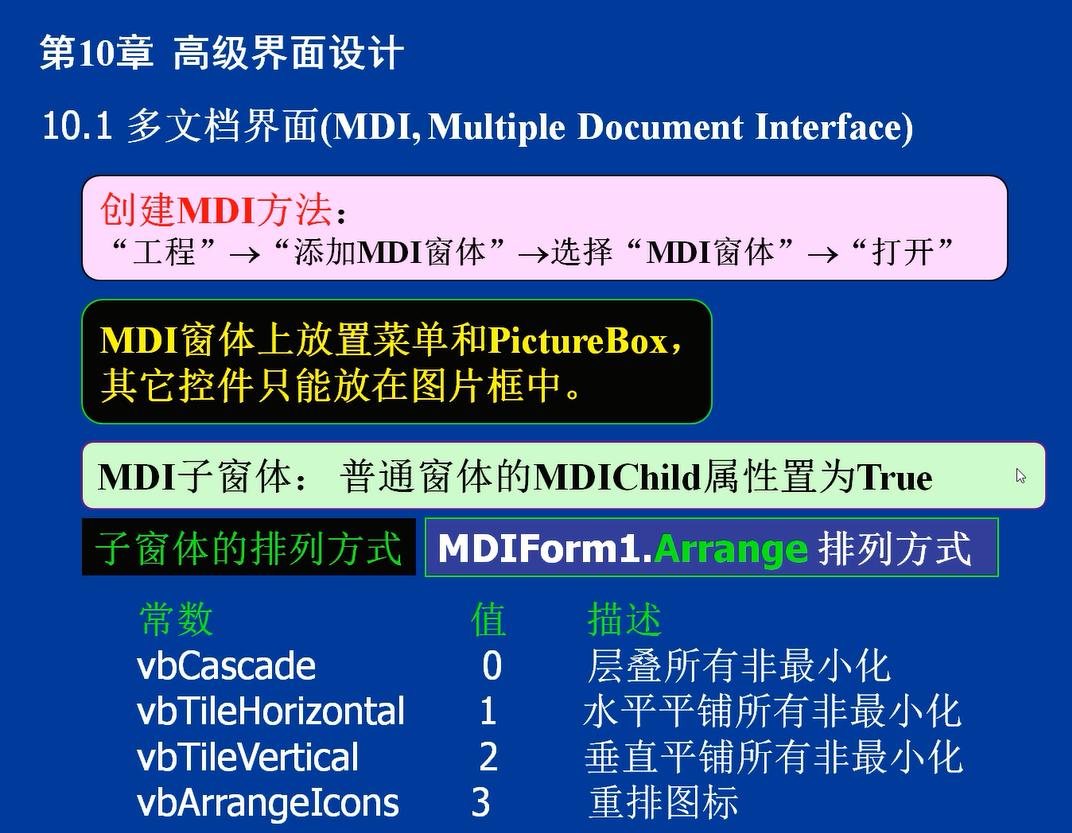 第10章 高级界面设计
10.1 多文档界面(MDI, Multiple Document Interface)
创建MDI方法：
“工程”→“添加MDI窗体”→选择“MDI窗体”→“打开”
MDI窗体上放置菜单和PictureBox，
其它控件只能放在图片框中。
MDI子窗体： 普通窗体的MDIChild属性置为True
子窗体的排列方式 MDIForm1.Arrange 排列方式
常数 值 描述
vbCascade 0 层叠所有非最小化
vbTileHorizontal 1 水平平铺所有非最小化
vbTileVertical 2 垂直平铺所有非最小化
vbArrangeIcons 3 重排图标